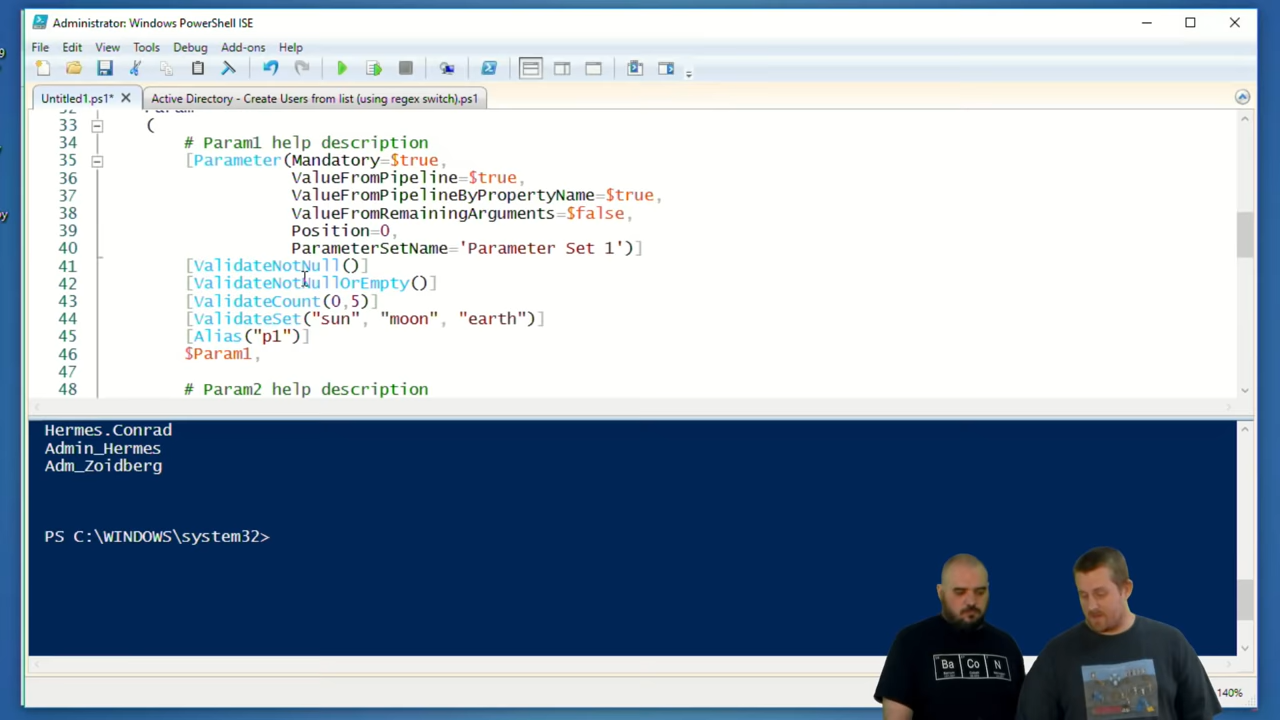 Administrator: Windows PowerShell ISE
File Edit View Tools Debug Add-ons Help
Untitled1.ps1* Active Directory - Create Users from list (using regex switch).ps1
32 Param
33 (
34 # Param1 help description
35 [Parameter(Mandatory=$true,
36 ValueFromPipeline=$true,
37 ValueFromPipelineByPropertyName=$true,
38 ValueFromRemainingArguments=$false,
39 Position=0,
40 ParameterSetName='Parameter Set 1')]
41 [ValidateNotNull()]
42 [ValidateNotNullOrEmpty()]
43 [ValidateCount(0,5)]
44 [ValidateSet("sun", "moon", "earth")]
45 [Alias("p1")]
46 $Param1,
47
48 # Param2 help description
Hermes.Conrad
Admin_Hermes
Adm_Zoidberg
PS C:\WINDOWS\system32>
Ba Co N
140%